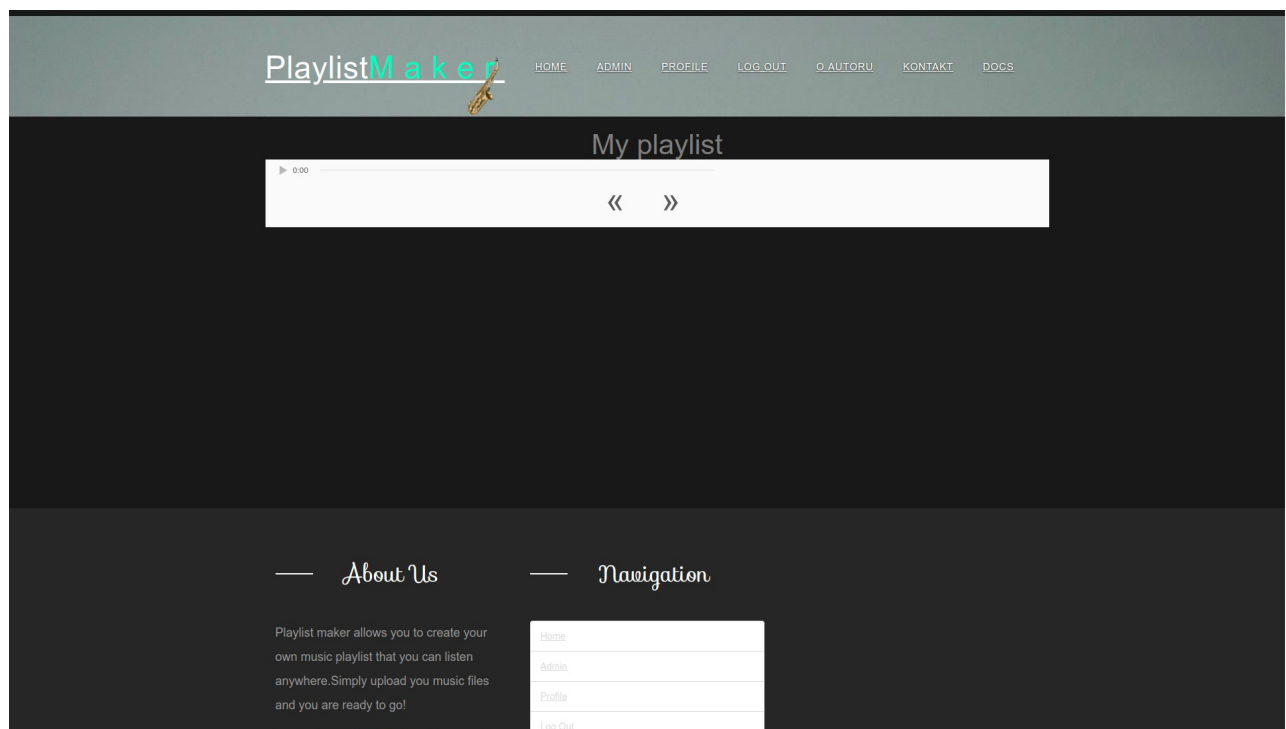 PlaylistMaker HOME ADMIN PROFILE LOG OUT O AUTORU KONTAKT DOCS
My playlist
0:00
« »
About Us
Playlist maker allows you to create your
own music playlist that you can listen
anywhere.Simply upload you music files
and you are ready to go!
Navigation
Home
Admin
Profile
Log Out